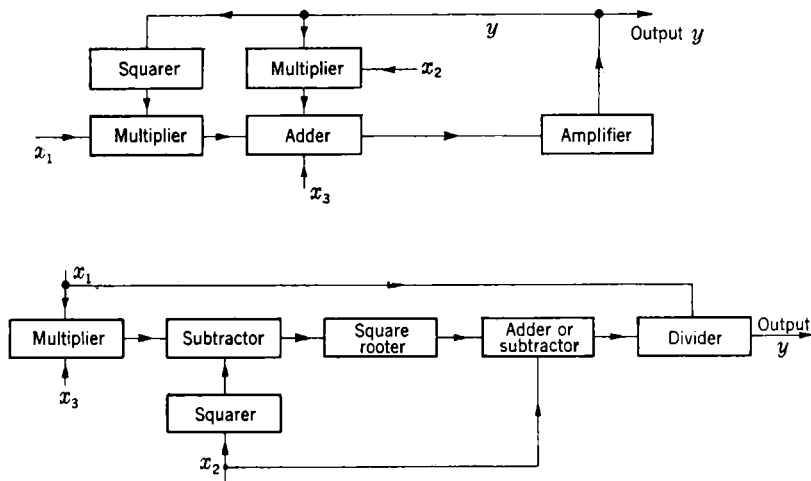 y
Output y
Squarer
Multiplier
x₂
x₁
Multiplier
Adder
Amplifier
x₃
x₁
Multiplier
Subtractor
Square
rooter
Adder or
subtractor
Divider
Output
y
x₃
Squarer
x₂